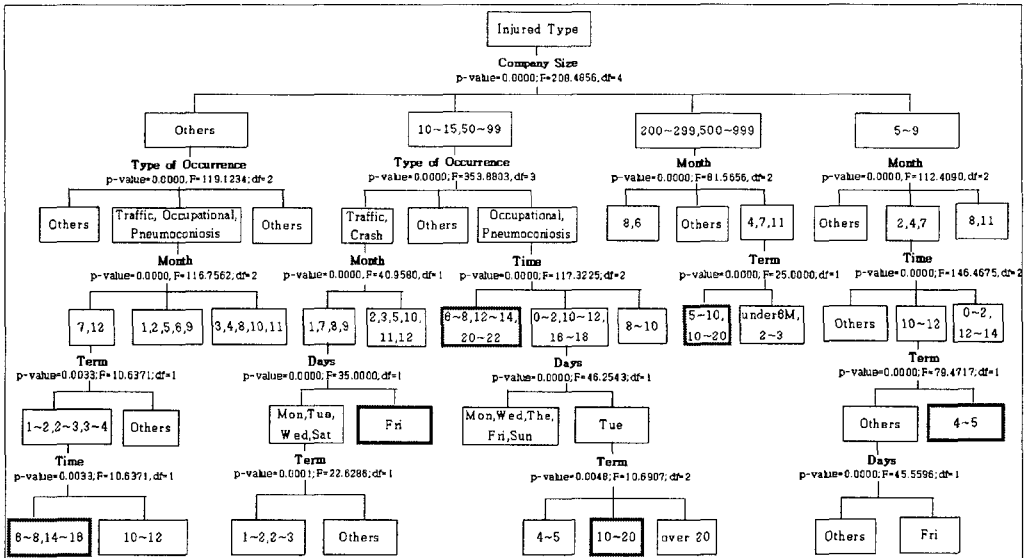 Injured Type
Company Size
p-value=0.0000;F=208.4856,df=4
Others
10~15,50~99
200~299,500~999
5~9
Type of Occurrence
Type of Occurrence
Month
Month
p-value=0.0000,F=119.1234;df=2
p-value=0.0000;F=353.8803,df=3
p-value=0.0000;F=81.5656,df=2
p-value=0.0000,F=112.4090,df=2
Others
Traffic, Occupational,
Pneumoconiosis
Others
Traffic,
Crash
Others
Occupational,
Pneumoconiosis
8,6
Others
4,7,11
Others
2,4,7
8,11
Month
Month
Time
Term
Time
p-value=0.0000,F=116.7562;df=2
p-value=0.0000,F=40.9580;df=1
p-value=0.0000;F=117.3225;df=2
p-value=0.0000;F=25.0000;df=1
p-value=0.0000,F=146.4675,df=2
7,12
1,2,5,6,9
3,4,8,10,11
1,7,8,9
2,3,5,10,
11,12
6~8,12~14,
20~22
0~2,10~12,
16~18
8~10
5~10,
10~20
under6M,
2~3
Others
10~12
0~2,
12~14
Term
Days
Days
Term
p-value=0.0033;F=10.6371;df=1
p-value=0.0000;F=35.0000;df=1
p-value=0.0000,F=46.2543;df=1
p-value=0.0000;F=79.4717;df=1
1~2,2~3,3~4
Others
Mon,Tue,
Wed,Sat
Fri
Mon,Wed,The,
Fri,Sun
Tue
Others
4~5
Time
Term
Term
Days
p-value=0.0033;F=10.6371,df=1
p-value=0.0001;F=22.6286;df=1
p-value=0.0048;F=10.6907;df=2
p-value=0.0000;F=45.5596;df=1
6~8,14~16
10~12
1~2,2~3
Others
4~5
10~20
over 20
Others
Fri